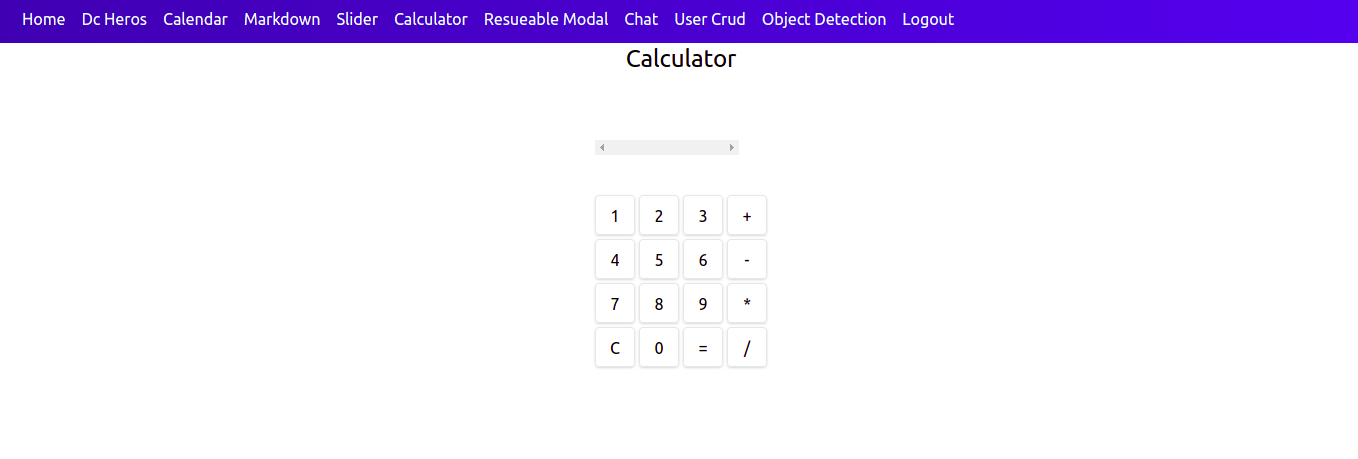 Home Dc Heros Calendar Markdown Slider Calculator Resueable Modal Chat User Crud Object Detection Logout
Calculator
1 2 3 +
4 5 6 -
7 8 9 *
C 0 = /